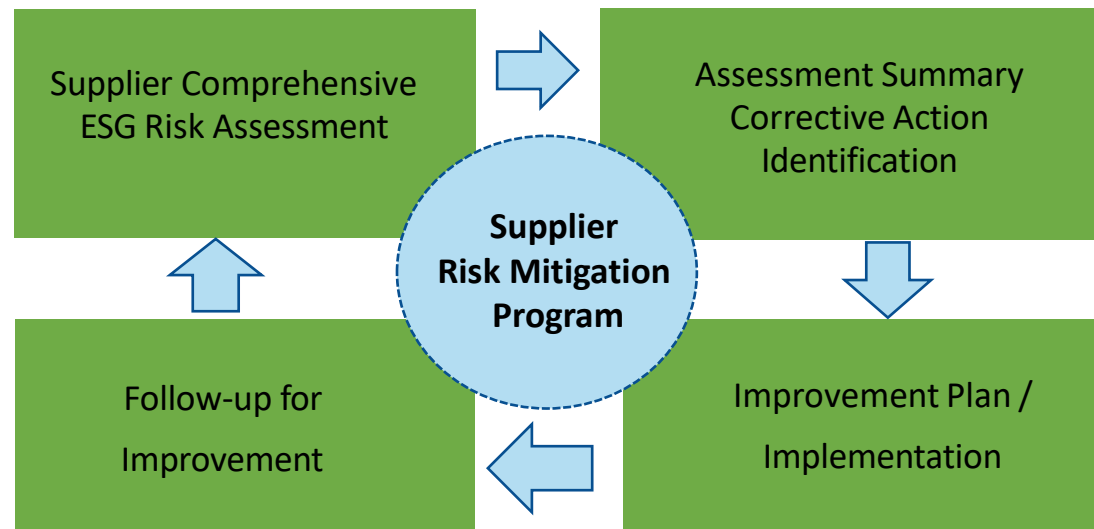 Supplier Comprehensive
ESG Risk Assessment
Assessment Summary
Corrective Action
Identification
Supplier
Risk Mitigation
Program
Follow-up for
Improvement
Improvement Plan /
Implementation